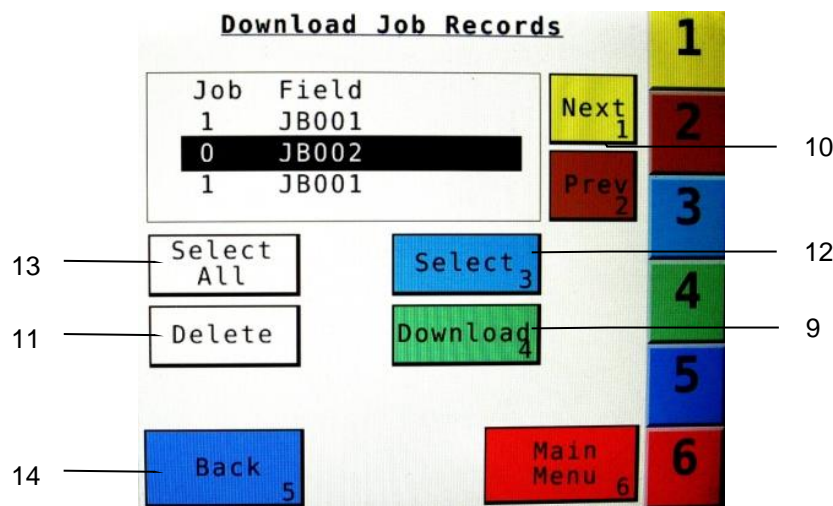 Download Job Records
1
Job Field
1 JB001
Next 1
2
10
0 JB002
1 JB001
Prev 2
3
13
Select All
Select 3
12
4
11
Delete
Download 4
9
5
14
Back 5
Main Menu 6
6